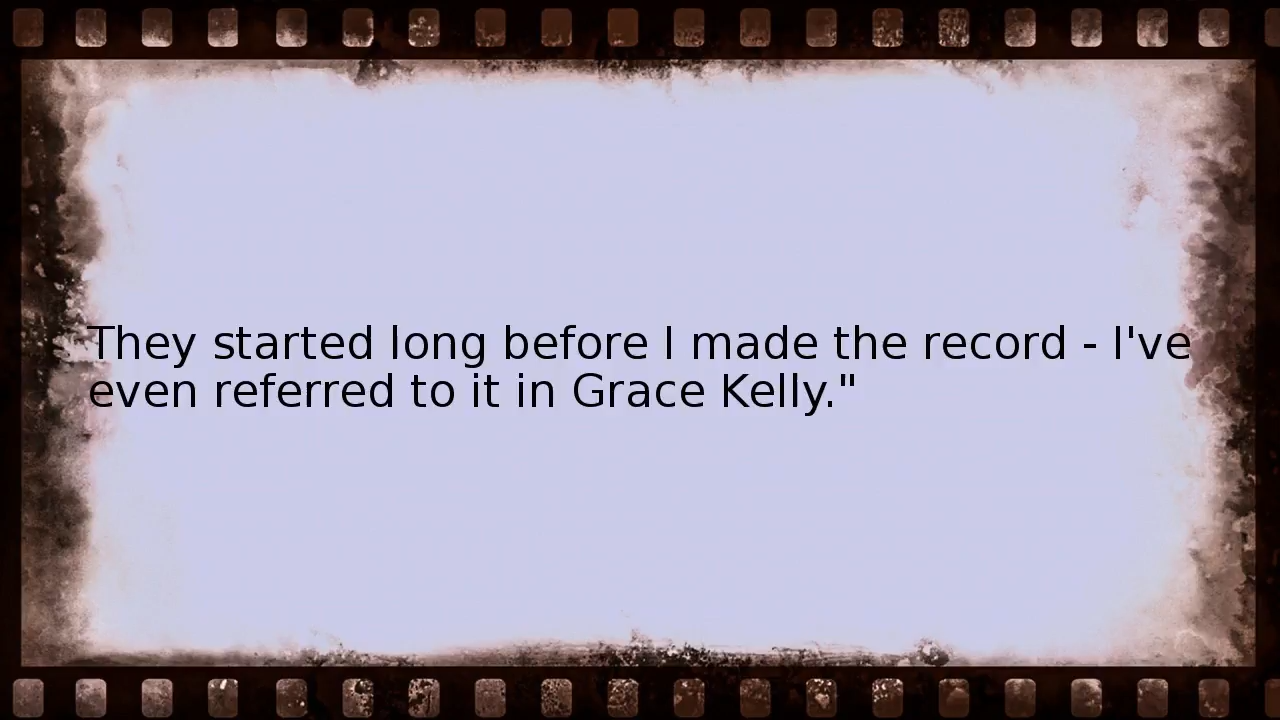 They started long before I made the record - I've
even referred to it in Grace Kelly."